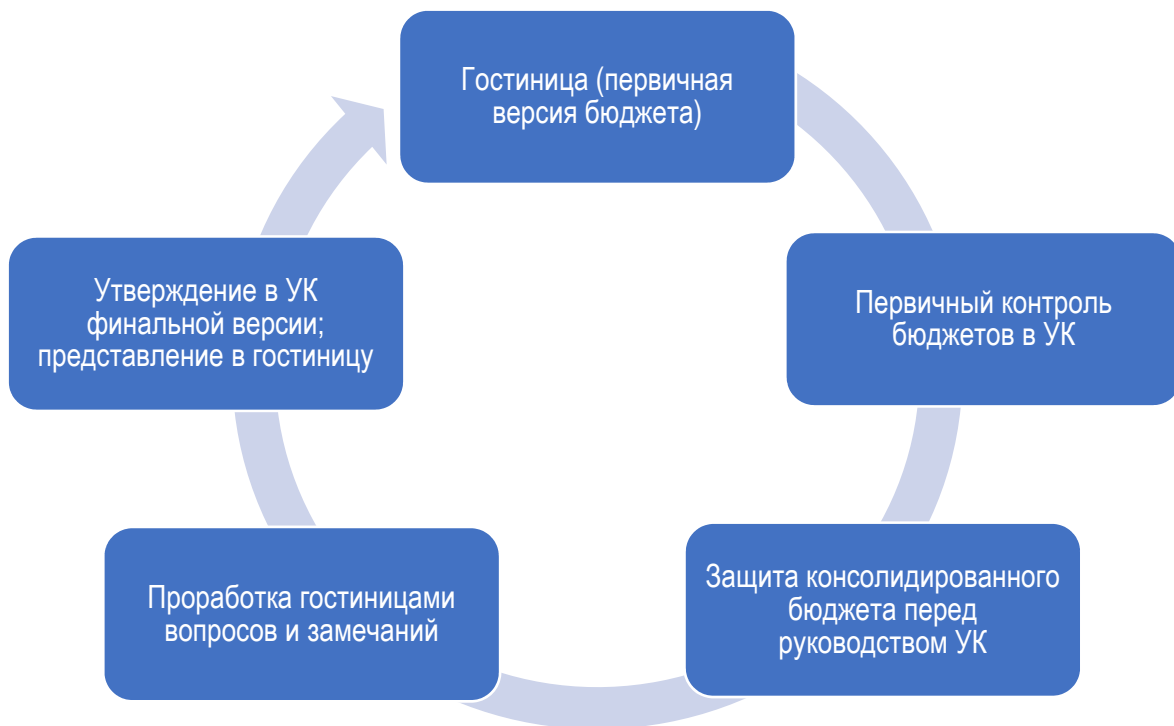 Гостиница (первичная
версия бюджета)
Первичный контроль
бюджетов в УК
Защита консолидированного
бюджета перед
руководством УК
Проработка гостиницами
вопросов и замечаний
Утверждение в УК
финальной версии;
представление в гостиницу